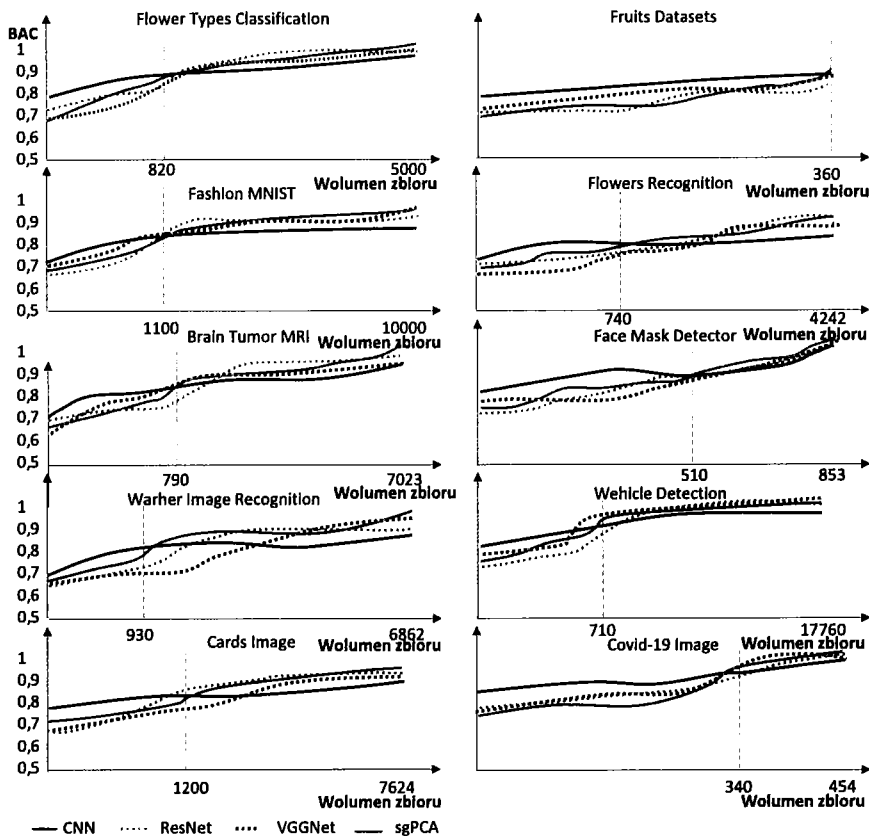 Flower Types Classification
BAC
1
0,9
0,8
0,7
0,6
0,5
820
5000
Wolumen zbioru
Fruits Datasets
360
Wolumen zbioru
Fashion MNIST
1
0,9
0,8
0,7
0,6
0,5
1100
10000
Wolumen zbioru
Flowers Recognition
740
4242
Wolumen zbioru
Brain Tumor MRI
1
0,9
0,8
0,7
0,6
0,5
790
7023
Wolumen zbioru
Face Mask Detector
510
853
Wolumen zbioru
Warher Image Recognition
1
0,9
0,8
0,7
0,6
0,5
930
6862
Wolumen zbioru
Wehicle Detection
710
17760
Wolumen zbioru
Cards Image
1
0,9
0,8
0,7
0,6
0,5
1200
7624
Wolumen zbioru
Covid-19 Image
340
454
Wolumen zbioru
CNN ResNet VGGNet sgPCA